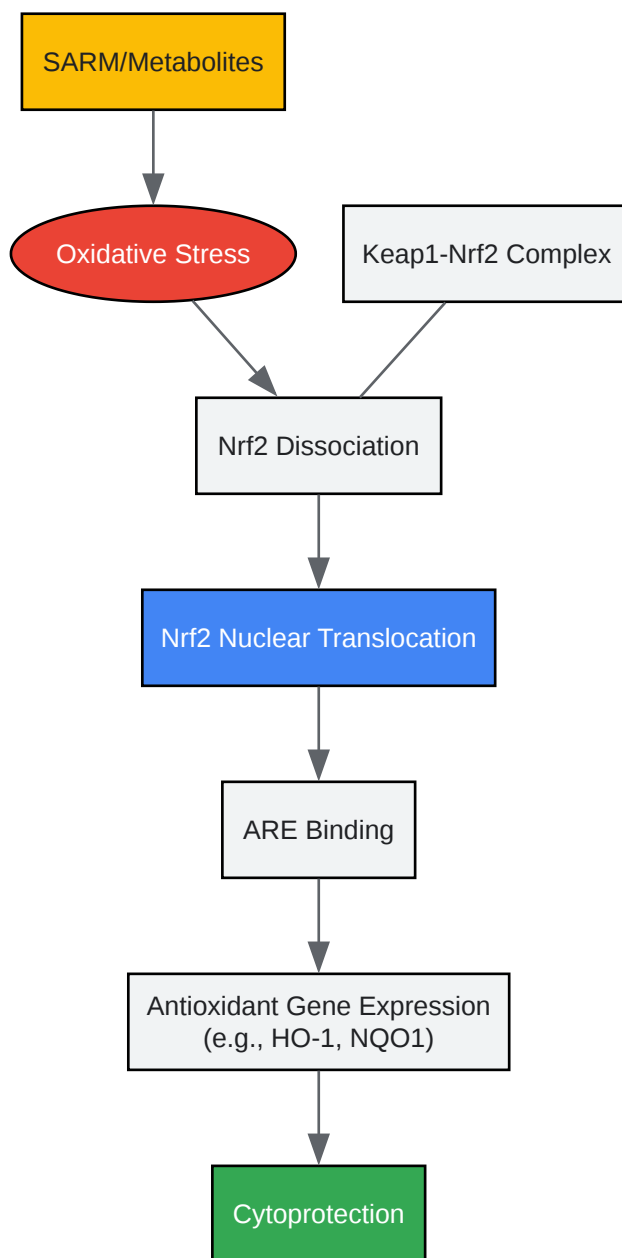 SARM/Metabolites
Oxidative Stress
Keap1-Nrf2 Complex
Nrf2 Dissociation
Nrf2 Nuclear Translocation
ARE Binding
Antioxidant Gene Expression
(e.g., HO-1, NQO1)
Cytoprotection